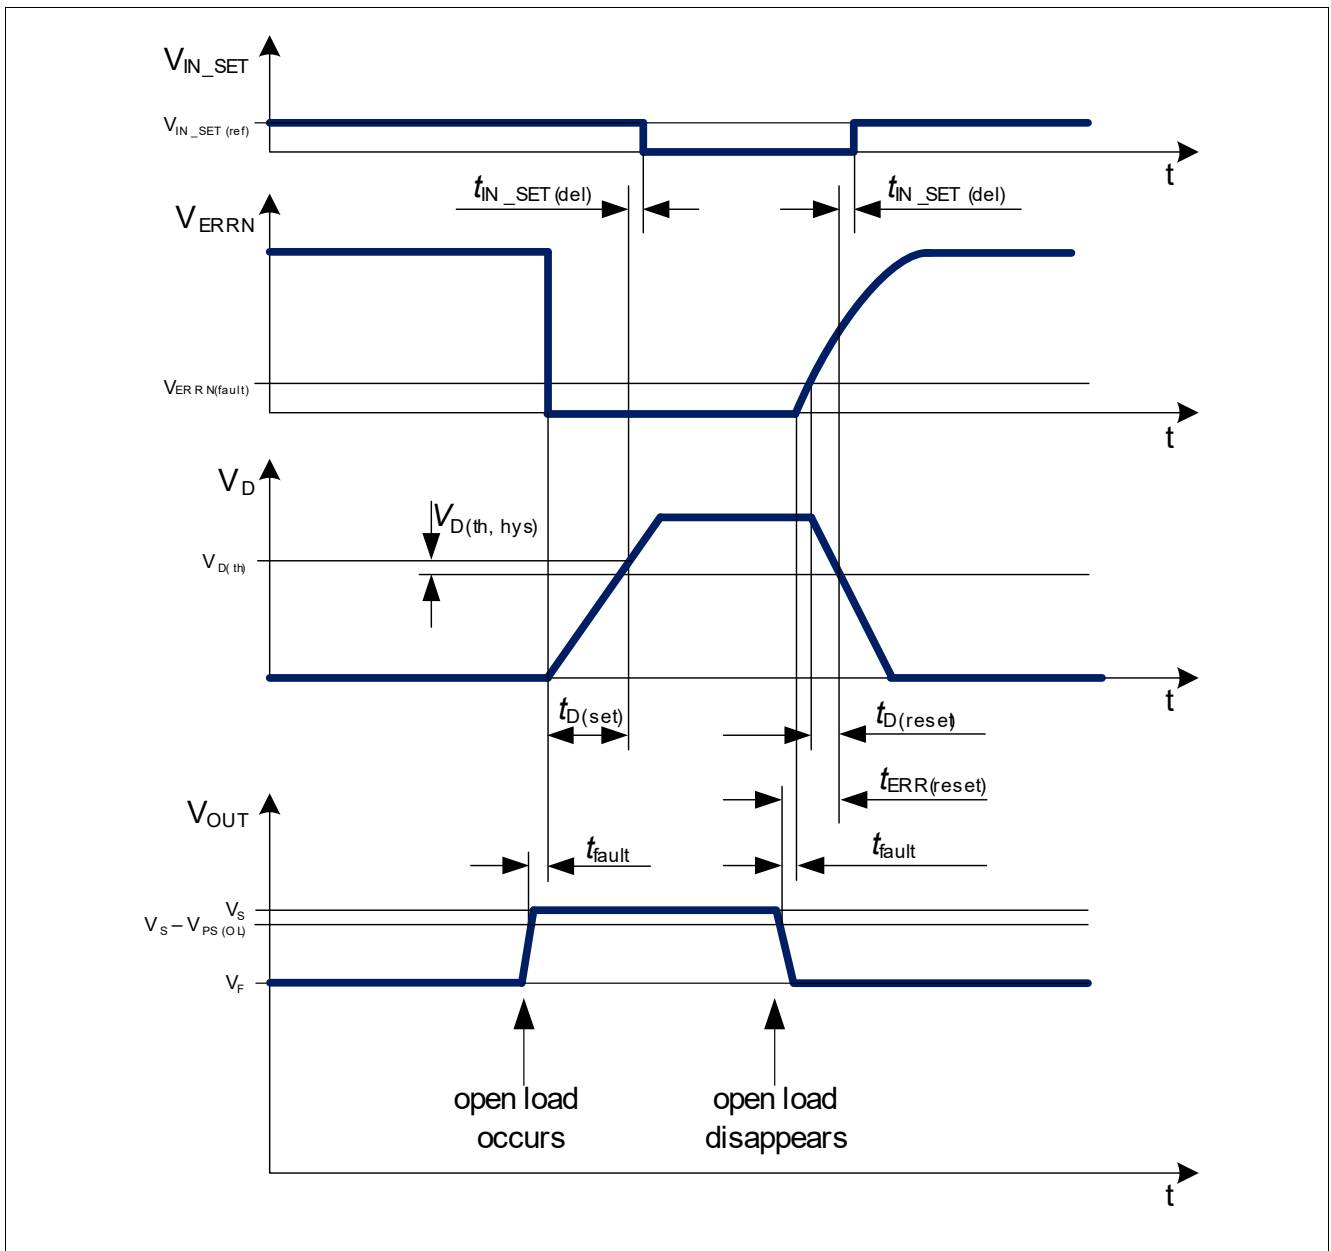 VIN_SET
VIN_SET(ref)
t
tIN_SET(del)
tIN_SET(del)
VERRN
VERRN(fault)
t
VD
VD(th, hys)
VD(th)
t
tD(set)
tD(reset)
tERR(reset)
VOUT
tfault
tfault
VS
VS – VPS(OL)
VF
open load
occurs
open load
disappears
t